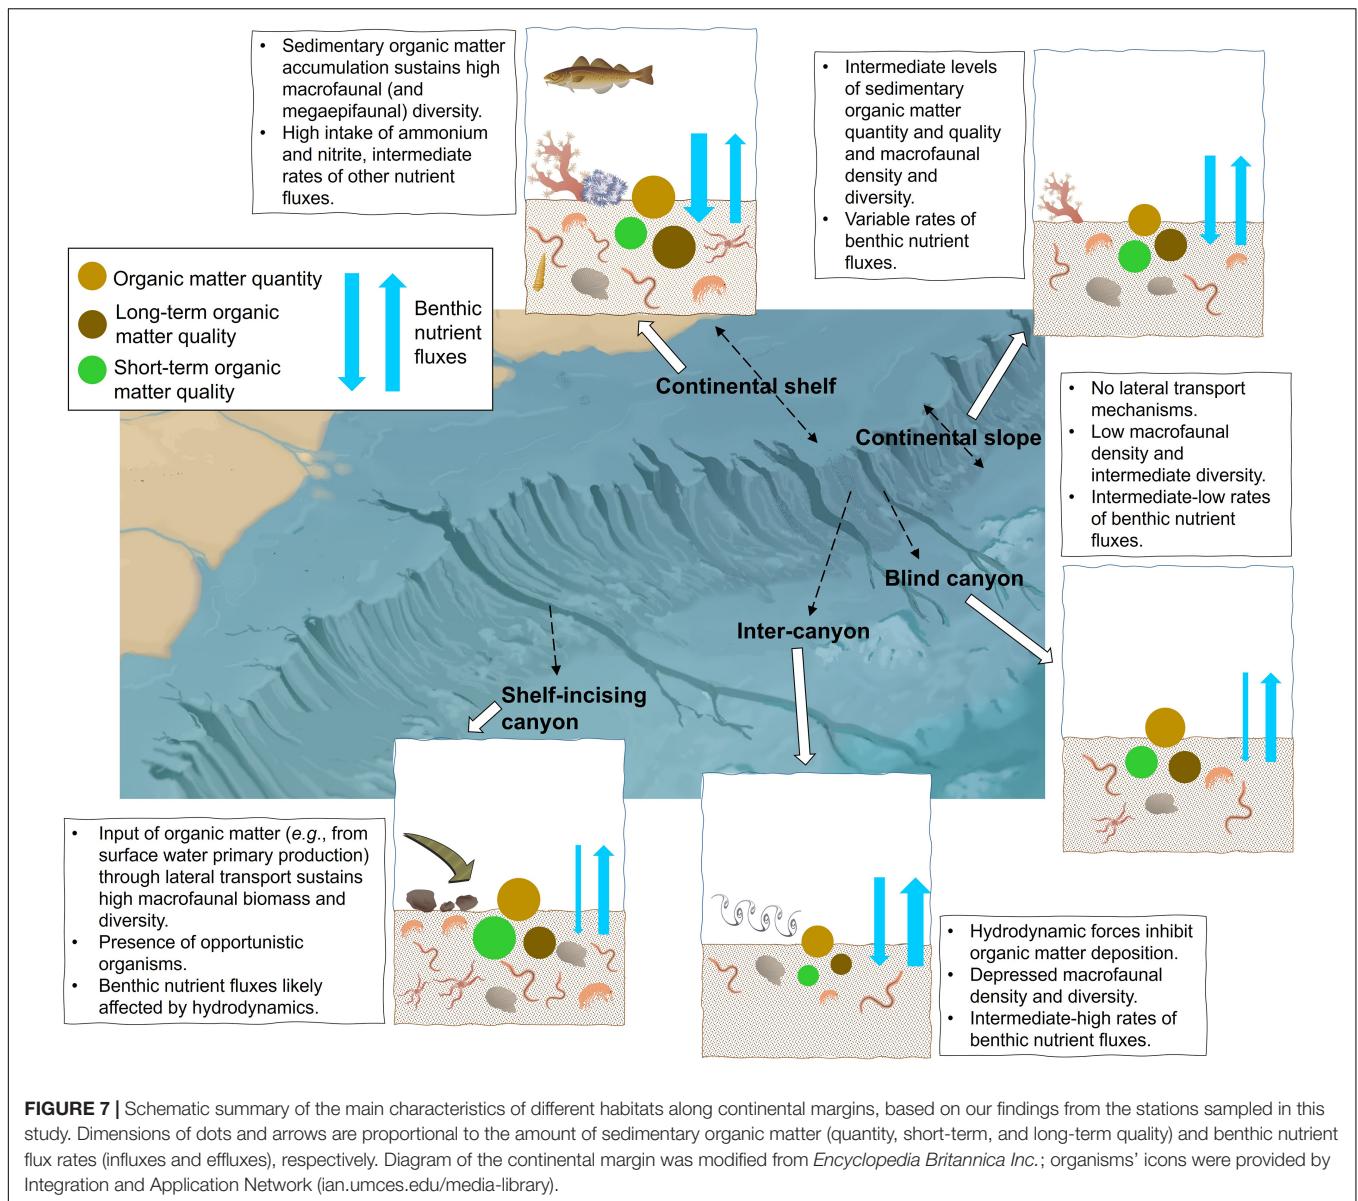 • Sedimentary organic matter
accumulation sustains high
macrofaunal (and
megaepifaunal) diversity.
• High intake of ammonium
and nitrite, intermediate
rates of other nutrient
fluxes.
• Intermediate levels
of sedimentary
organic matter
quantity and quality
and macrofaunal
density and
diversity.
• Variable rates of
benthic nutrient
fluxes.
Organic matter quantity
Long-term organic
matter quality
Short-term organic
matter quality
Benthic
nutrient
fluxes
Continental shelf
Continental slope
• No lateral transport
mechanisms.
• Low macrofaunal
density and
intermediate diversity.
• Intermediate-low rates
of benthic nutrient
fluxes.
Blind canyon
Inter-canyon
Shelf-incising
canyon
• Input of organic matter (e.g., from
surface water primary production)
through lateral transport sustains
high macrofaunal biomass and
diversity.
• Presence of opportunistic
organisms.
• Benthic nutrient fluxes likely
affected by hydrodynamics.
• Hydrodynamic forces inhibit
organic matter deposition.
• Depressed macrofaunal
density and diversity.
• Intermediate-high rates of
benthic nutrient fluxes.
FIGURE 7 | Schematic summary of the main characteristics of different habitats along continental margins, based on our findings from the stations sampled in this
study. Dimensions of dots and arrows are proportional to the amount of sedimentary organic matter (quantity, short-term, and long-term quality) and benthic nutrient
flux rates (influxes and effluxes), respectively. Diagram of the continental margin was modified from Encyclopedia Britannica Inc.; organisms' icons were provided by
Integration and Application Network (ian.umces.edu/media-library).